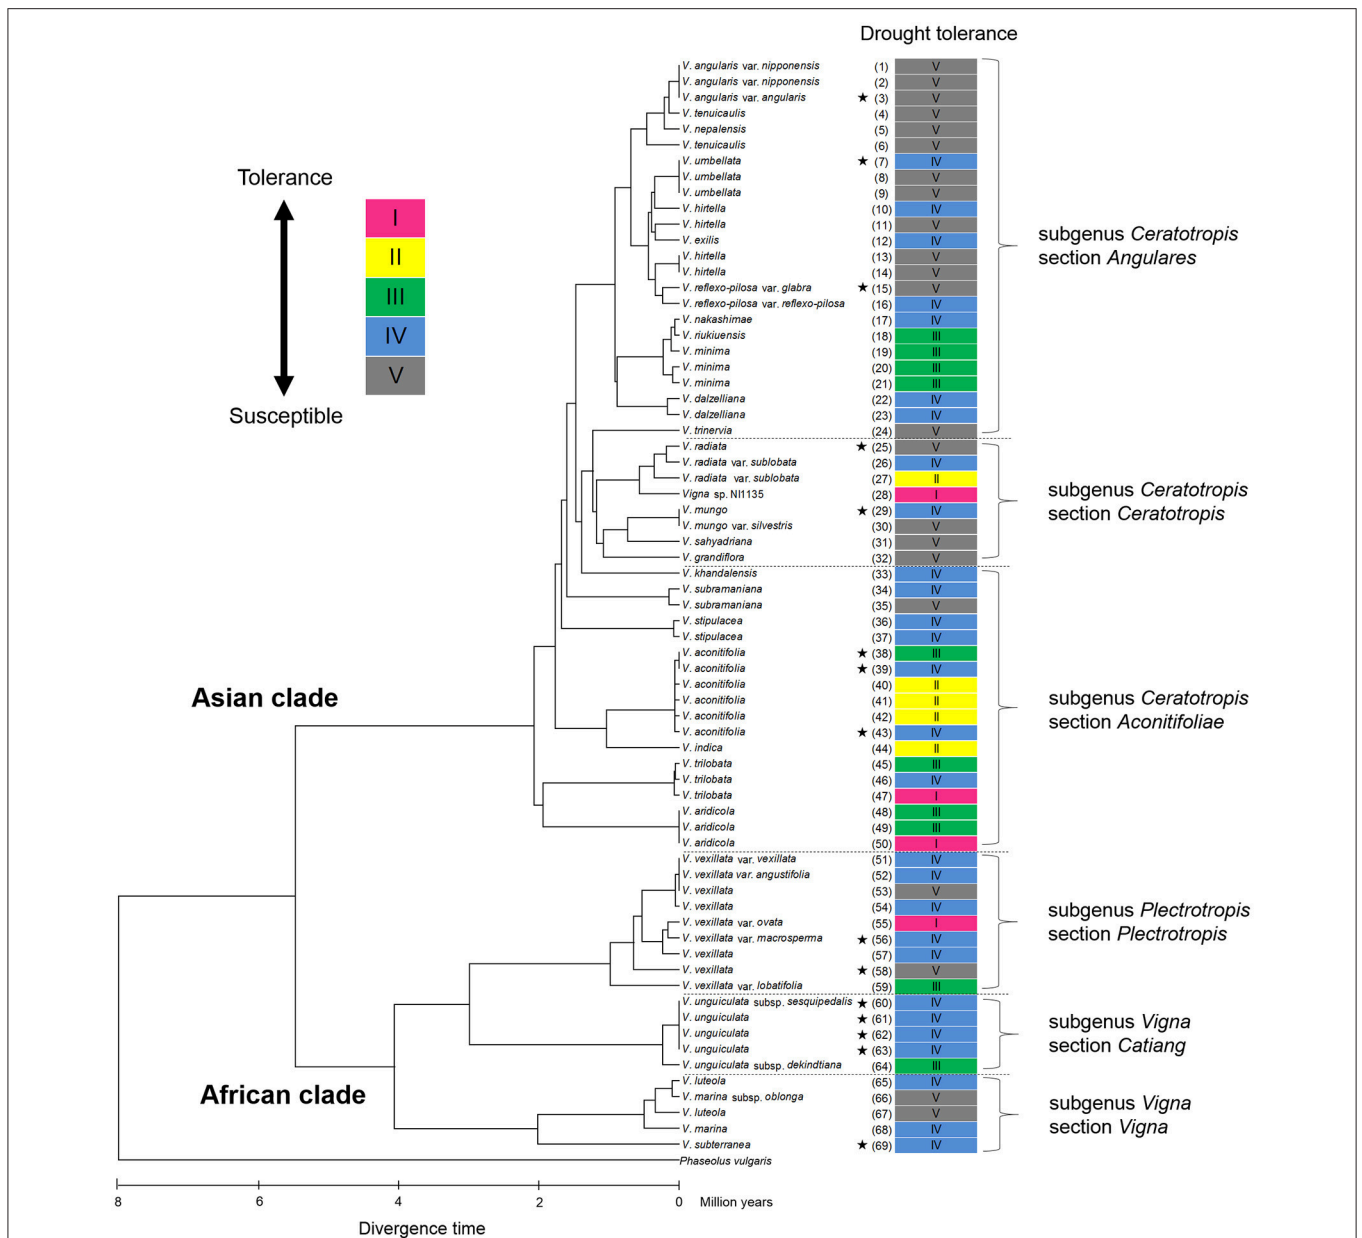 Drought tolerance
V. angularis var. nipponensis (1) V
V. angularis var. nipponensis (2) V
V. angularis var. angularis ★ (3) V
V. tenuicaulis (4) V
V. nepalensis (5) V
V. tenuicaulis (6) V
V. umbellata ★ (7) IV
V. umbellata (8) V
V. umbellata (9) V
V. hirtella (10) IV
V. hirtella (11) V
V. exilis (12) IV
V. hirtella (13) V
V. hirtella (14) V
V. reflexo-pilosa var. glabra ★ (15) V
V. reflexo-pilosa var. reflexo-pilosa (16) IV
V. nakashimae (17) IV
V. riukiuensis (18) III
V. minima (19) III
V. minima (20) III
V. minima (21) III
V. dalzelliana (22) IV
V. dalzelliana (23) IV
V. trinervia (24) V
subgenus Ceratotropis
section Angulares
V. radiata ★ (25) V
V. radiata var. sublobata (26) IV
V. radiata var. sublobata (27) II
Vigna sp. NI1135 (28) I
V. mungo ★ (29) IV
V. mungo var. silvestris (30) V
V. sahyadriana (31) V
V. grandiflora (32) V
subgenus Ceratotropis
section Ceratotropis
V. khandalensis (33) IV
V. subramaniana (34) IV
V. subramaniana (35) V
V. stipulacea (36) IV
V. stipulacea (37) IV
V. aconitifolia ★ (38) III
V. aconitifolia ★ (39) IV
V. aconitifolia (40) II
V. aconitifolia (41) II
V. aconitifolia (42) II
V. aconitifolia ★ (43) IV
V. indica (44) II
V. trilobata (45) III
V. trilobata (46) IV
V. trilobata (47) I
V. aridicola (48) III
V. aridicola (49) III
V. aridicola (50) I
subgenus Ceratotropis
section Aconitifoliae
V. vexillata var. vexillata (51) IV
V. vexillata var. angustifolia (52) IV
V. vexillata (53) V
V. vexillata (54) IV
V. vexillata var. ovata (55) I
V. vexillata var. macrosperma ★ (56) IV
V. vexillata (57) IV
V. vexillata ★ (58) V
V. vexillata var. lobatifolia (59) III
subgenus Plectrotropis
section Plectrotropis
V. unguiculata subsp. sesquipedalis ★ (60) IV
V. unguiculata ★ (61) IV
V. unguiculata ★ (62) IV
V. unguiculata ★ (63) IV
V. unguiculata subsp. dekindtiana (64) III
subgenus Vigna
section Catiang
V. luteola (65) IV
V. marina subsp. oblonga (66) V
V. luteola (67) V
V. marina (68) IV
V. subterranea ★ (69) IV
subgenus Vigna
section Vigna
Phaseolus vulgaris
Tolerance
I
II
III
IV
V
Susceptible
Asian clade
African clade
8 6 4 2 0 Million years
Divergence time